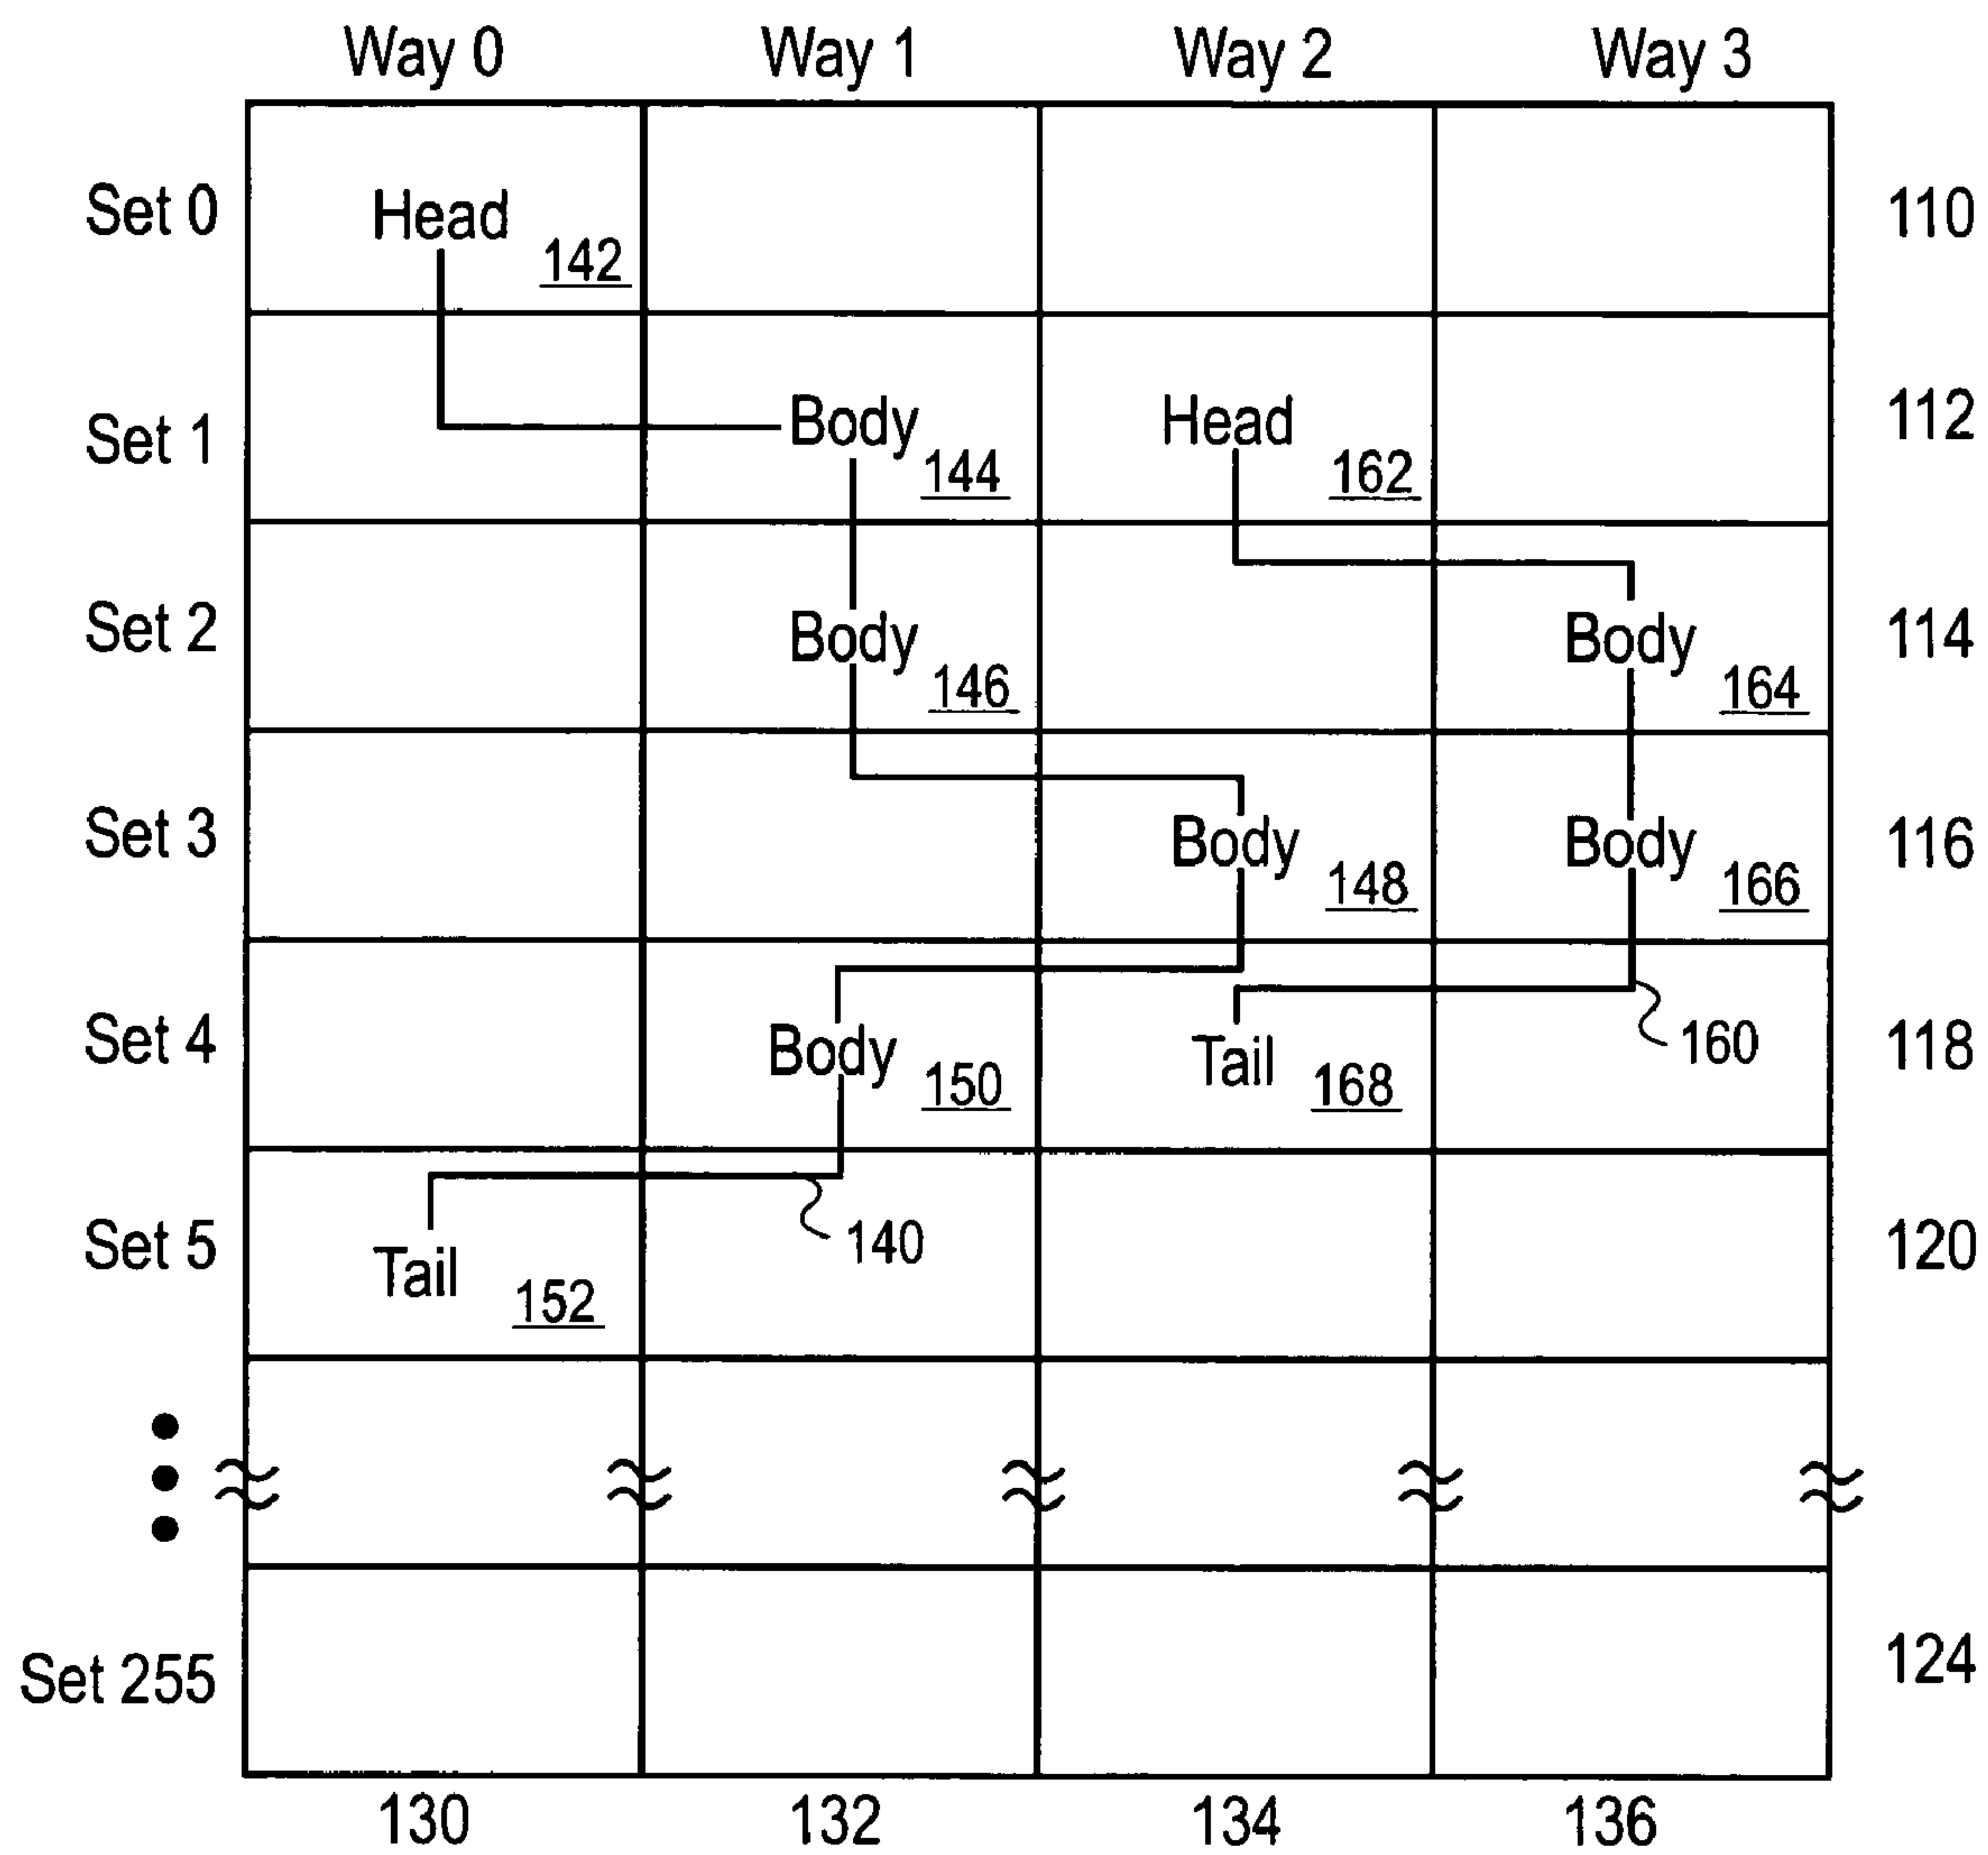 Way 0 Way 1 Way 2 Way 3
Set 0 Head 142 110
Set 1 Body 144 Head 162 112
Set 2 Body 146 Body 164 114
Set 3 Body 148 Body 166 116
Set 4 Body 150 Tail 168 160 118
Set 5 Tail 152 140 120
Set 255 124
130 132 134 136